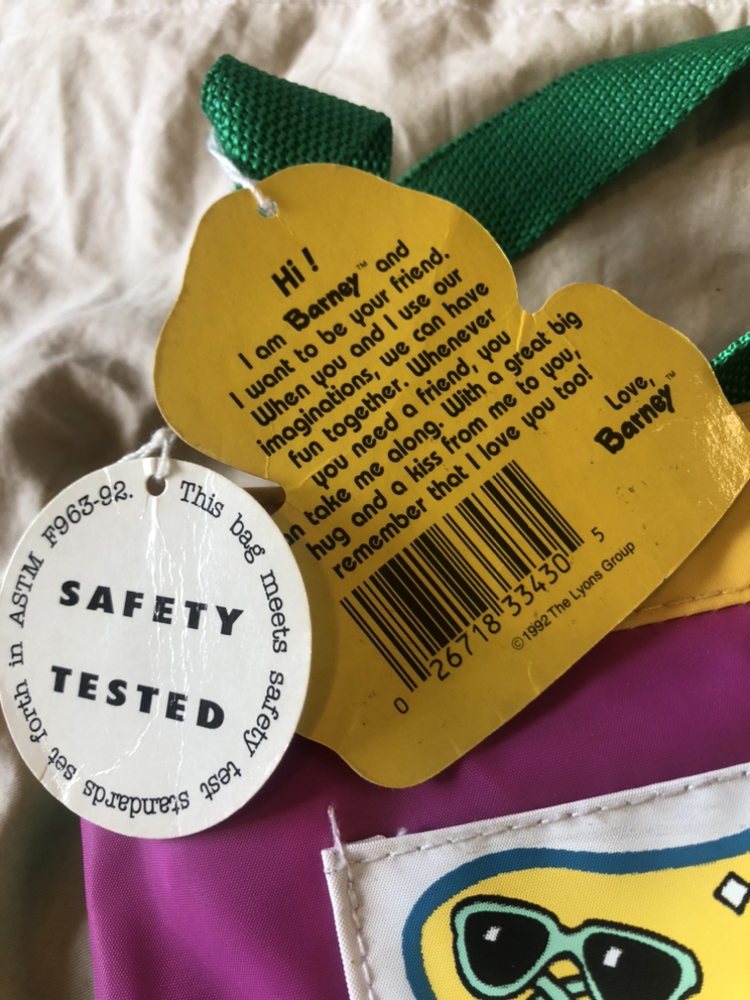 Hi !
I am Barney™ and
I want to be your friend.
When you and I use our
imaginations, we can have
fun together. Whenever
you need a friend, you
an take me along. With a great big
hug and a kiss from me to you,
remember that I love you too!
Love,
Barney™
0 26718 33430 5
©1992 The Lyons Group
This bag meets safety test standards set forth in ASTM F963-92.
SAFETY
TESTED